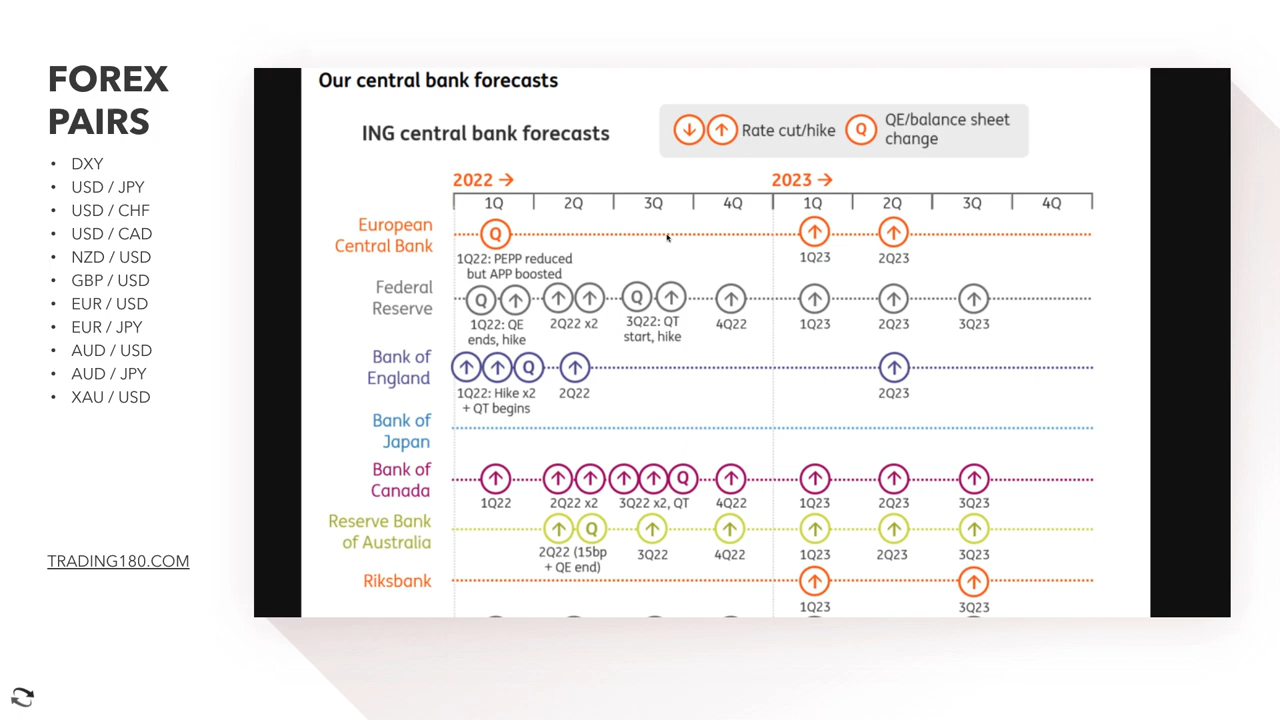 FOREX
PAIRS
• DXY
• USD / JPY
• USD / CHF
• USD / CAD
• NZD / USD
• GBP / USD
• EUR / USD
• EUR / JPY
• AUD / USD
• AUD / JPY
• XAU / USD
TRADING180.COM
Our central bank forecasts
ING central bank forecasts
Rate cut/hike
Q
QE/balance sheet
change
2022 →
2023 →
1Q 2Q 3Q 4Q 1Q 2Q 3Q 4Q
European
Central Bank
Q
1Q22: PEPP reduced
but APP boosted
1Q23
2Q23
Federal
Reserve
Q
1Q22: QE
ends, hike
2Q22 x2
Q
3Q22: QT
start, hike
4Q22
1Q23
2Q23
3Q23
Bank of
England
Q
1Q22: Hike x2
+ QT begins
2Q22
2Q23
Bank of
Japan
Bank of
Canada
1Q22
2Q22 x2
Q
3Q22 x2, QT
4Q22
1Q23
2Q23
3Q23
Reserve Bank
of Australia
Q
2Q22 (15bp
+ QE end)
3Q22
4Q22
1Q23
2Q23
3Q23
Riksbank
1Q23
3Q23